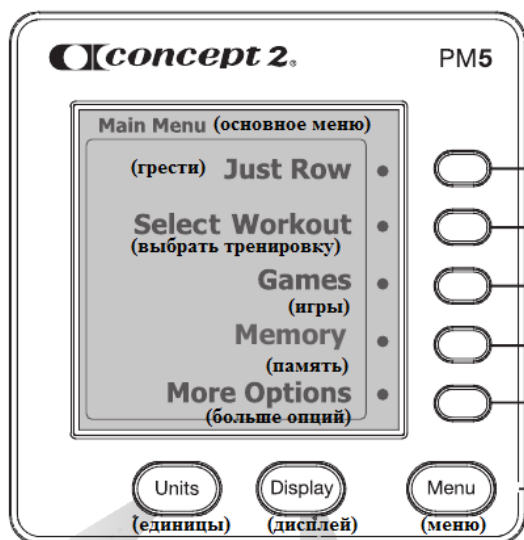 concept 2® PM5
Main Menu (основное меню)
(грести) Just Row
Select Workout
(выбрать тренировку)
Games
(игры)
Memory
(память)
More Options
(больше опций)
Units Display Menu
(единицы) (дисплей) (меню)